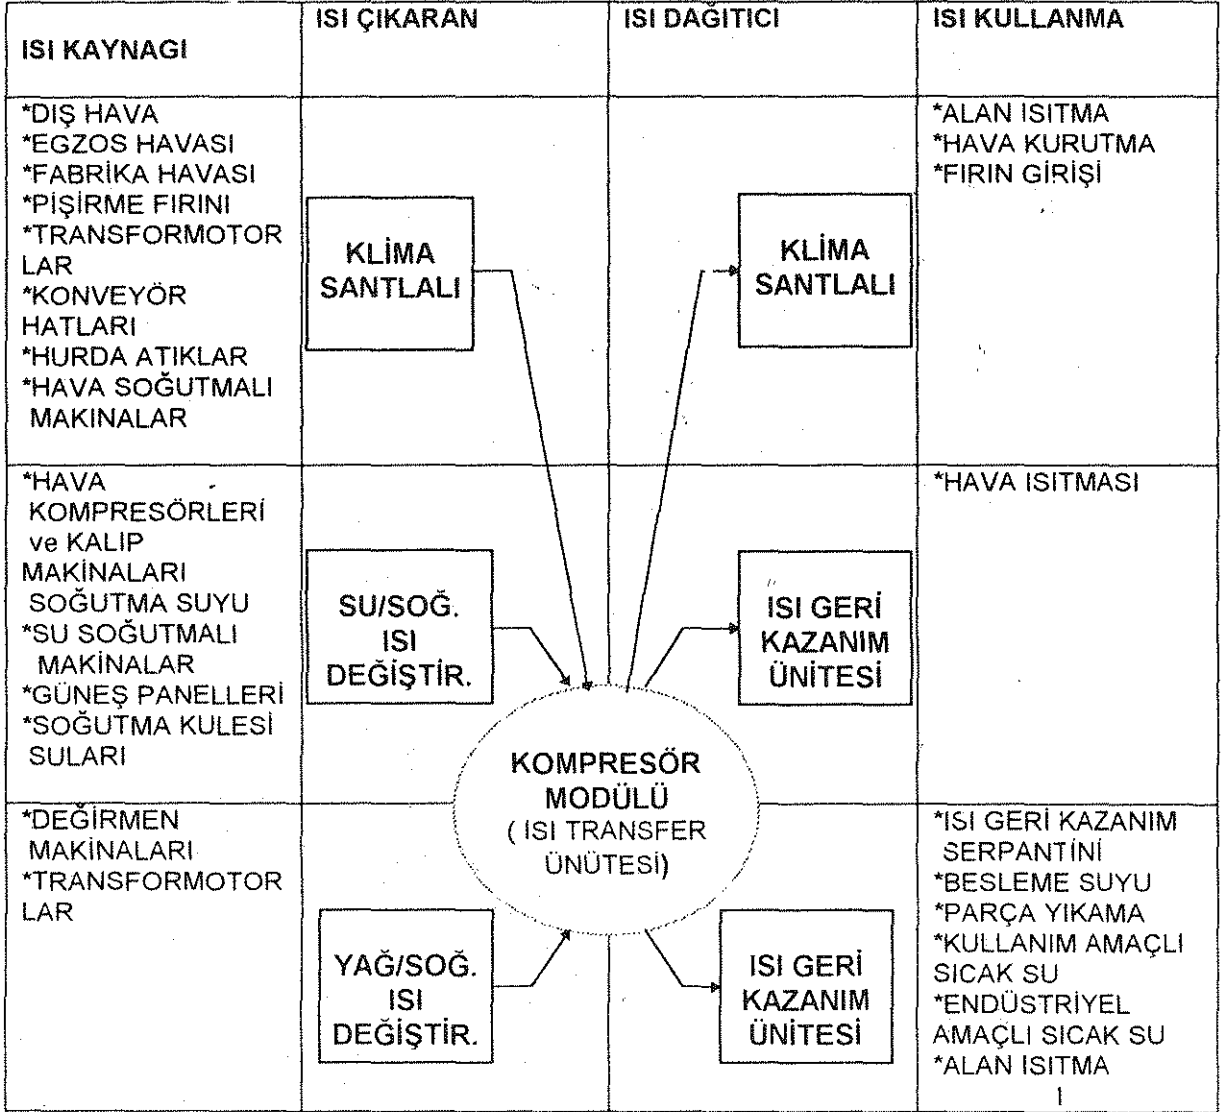 ISI KAYNAGI
ISI ÇIKARAN
ISI DAĞITICI
ISI KULLANMA
*DIŞ HAVA
*EGZOS HAVASI
*FABRİKA HAVASI
*PİŞİRME FIRINI
*TRANSFORMOTOR
LAR
*KONVEYÖR
HATLARI
*HURDA ATIKLAR
*HAVA SOĞUTMALI
MAKINALAR
KLİMA
SANTLALI
KLİMA
SANTLALI
*ALAN ISITMA
*HAVA KURUTMA
*FIRIN GİRİŞİ
*HAVA
KOMPRESÖRLERİ
ve KALIP
MAKİNALARI
SOĞUTMA SUYU
*SU SOĞUTMALI
MAKİNALAR
*GÜNEŞ PANELLERİ
*SOĞUTMA KULESİ
SULARI
SU/SOĞ.
ISI
DEĞİŞTİR.
ISI GERİ
KAZANIM
ÜNİTESİ
*HAVA ISITMASI
KOMPRESÖR
MODÜLÜ
( ISI TRANSFER
ÜNÜTESİ)
*DEĞİRMEN
MAKİNALARI
*TRANSFORMOTOR
LAR
YAĞ/SOĞ.
ISI
DEĞİŞTİR.
ISI GERİ
KAZANIM
ÜNİTESİ
*ISI GERİ KAZANIM
SERPANTİNİ
*BESLEME SUYU
*PARÇA YIKAMA
*KULLANIM AMAÇLI
SICAK SU
*ENDÜSTRİYEL
AMAÇLI SICAK SU
*ALAN ISITMA